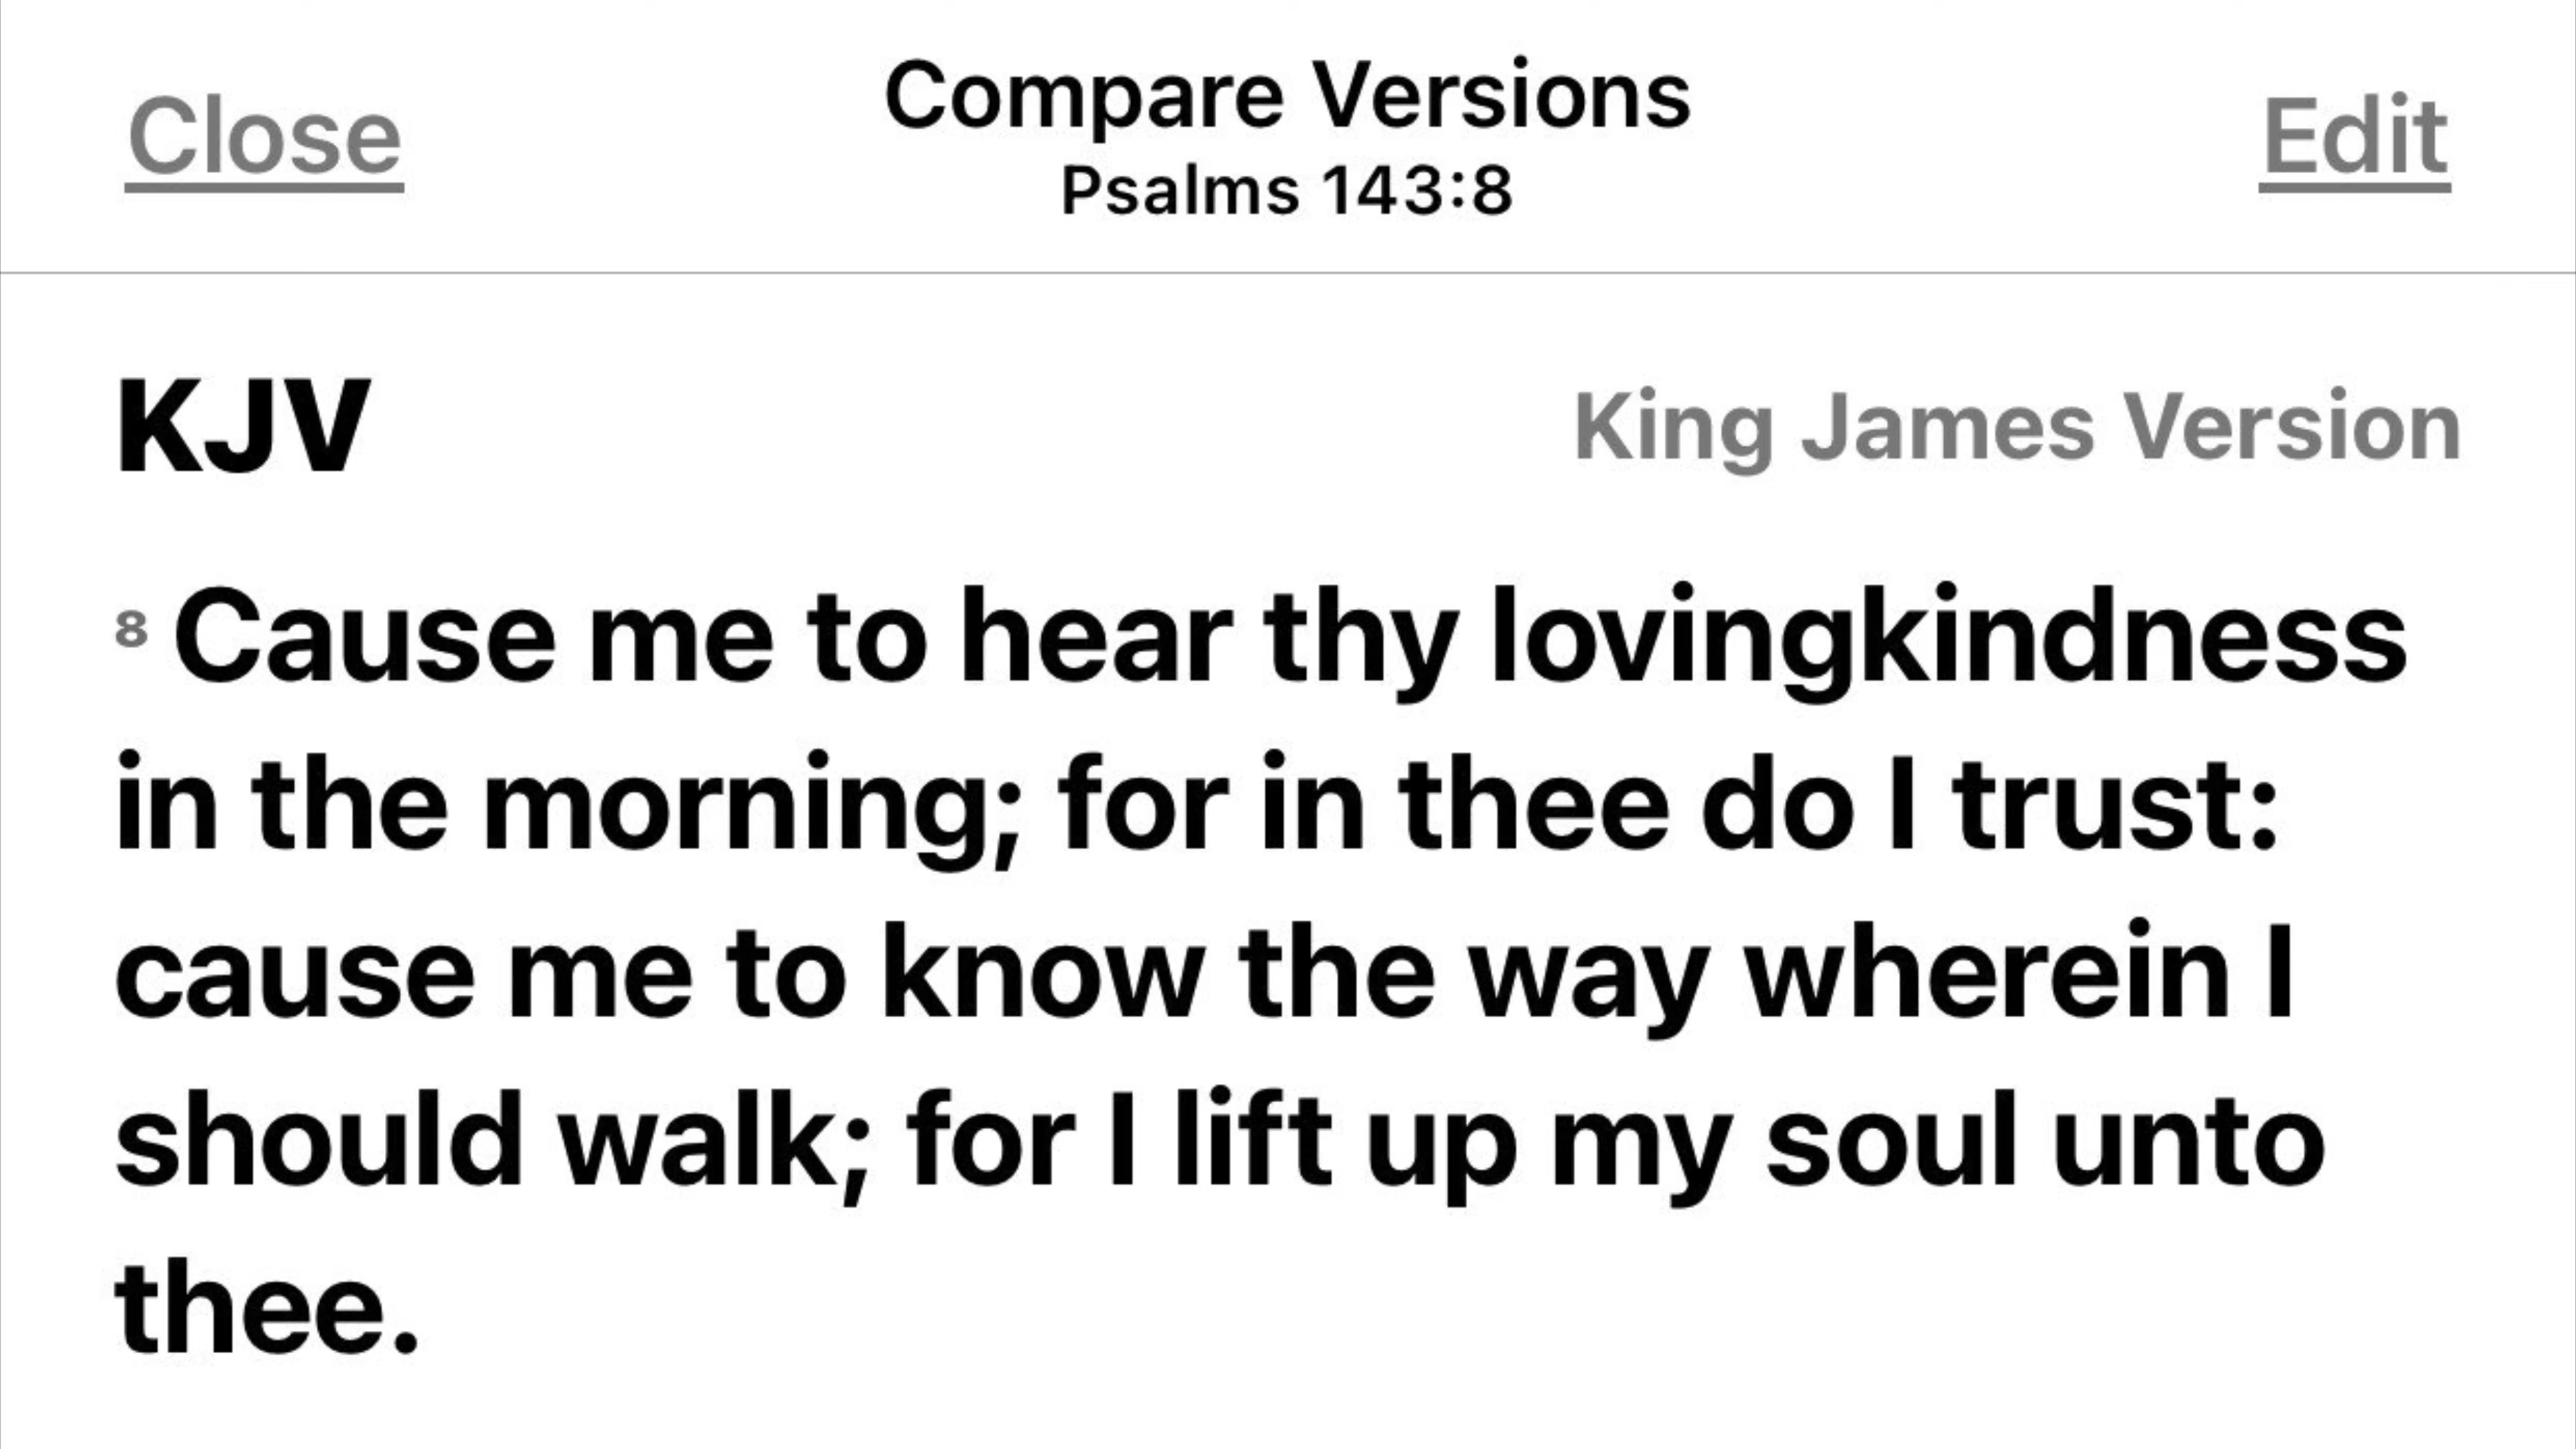 Close
Compare Versions
Edit
Psalms 143:8
KJV
King James Version
8 Cause me to hear thy lovingkindness
in the morning; for in thee do I trust:
cause me to know the way wherein I
should walk; for I lift up my soul unto
thee.